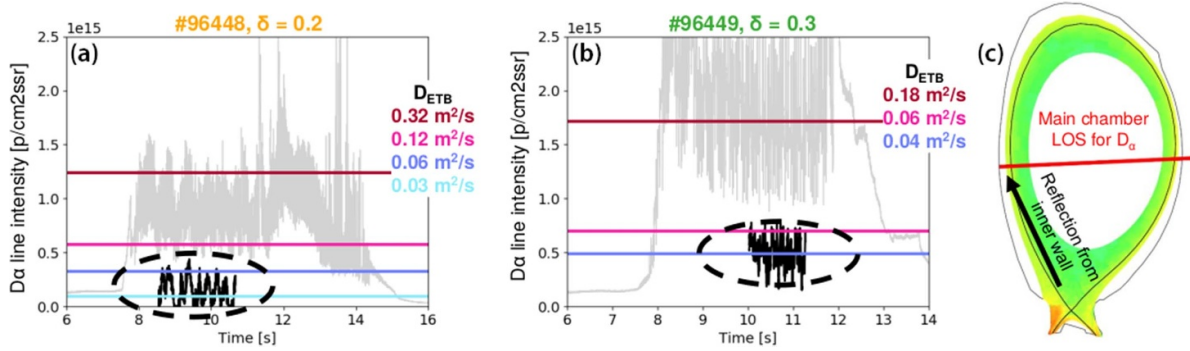 #96448, δ = 0.2
1e15
(a)
Dα line intensity [p/cm2ssr]
2.5
2.0
1.5
1.0
0.5
0.0
D_ETB
0.32 m²/s
0.12 m²/s
0.06 m²/s
0.03 m²/s
6 8 10 12 14 16
Time [s]
#96449, δ = 0.3
1e15
(b)
Dα line intensity [p/cm2ssr]
2.5
2.0
1.5
1.0
0.5
0.0
D_ETB
0.18 m²/s
0.06 m²/s
0.04 m²/s
6 7 8 9 10 11 12 13 14
Time [s]
(c)
Main chamber
LOS for D_α
Reflection from
inner wall